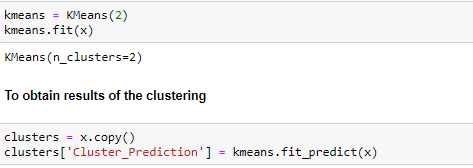 kmeans = KMeans(2)
kmeans.fit(x)
KMeans(n_clusters=2)
To obtain results of the clustering
clusters = x.copy()
clusters['Cluster_Prediction'] = kmeans.fit_predict(x)